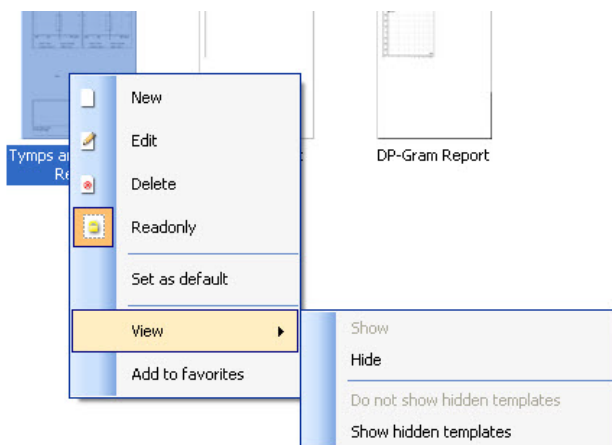 New
Edit
Tymps a
Re
DP-Gram Report
Delete
Readonly
Set as default
View
Add to favorites
Show
Hide
Do not show hidden templates
Show hidden templates